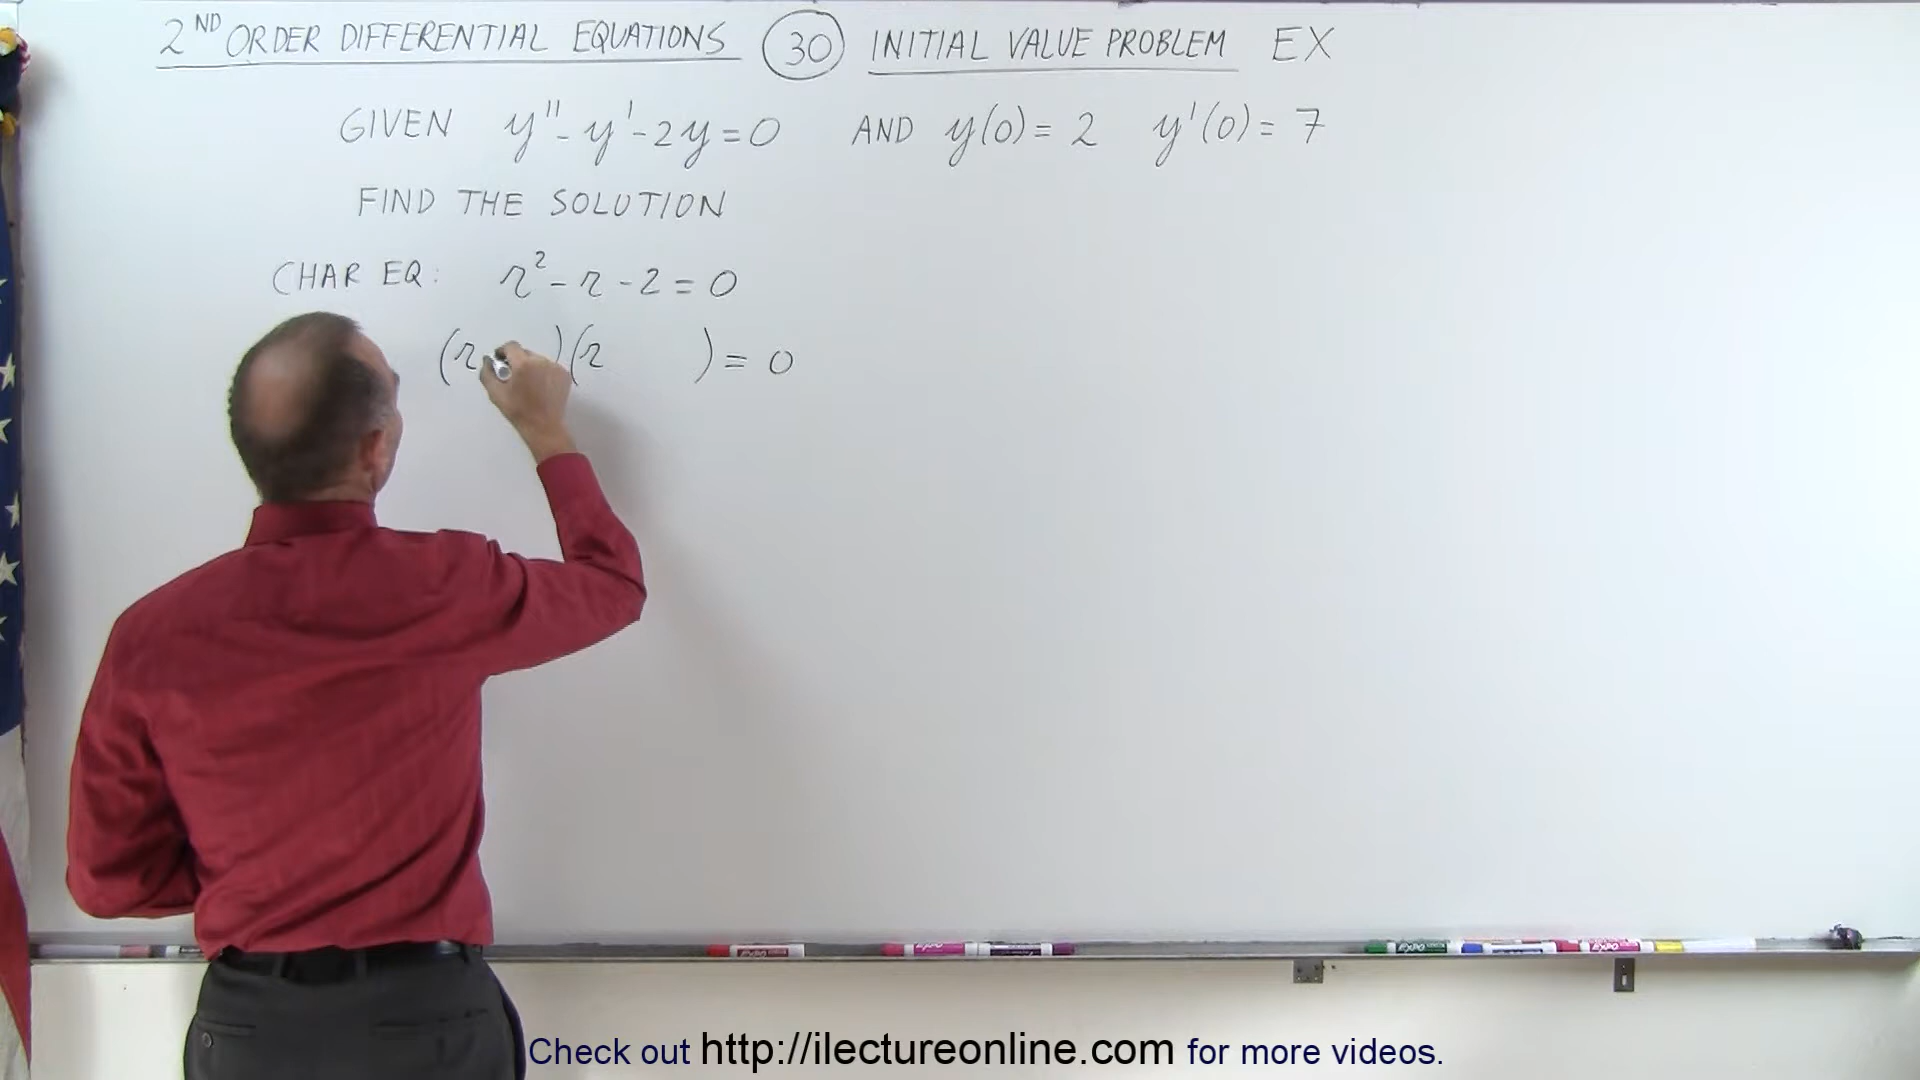 2ND ORDER DIFFERENTIAL EQUATIONS 30 INITIAL VALUE PROBLEM EX
GIVEN y'' - y' - 2y = 0 AND y(0) = 2 y'(0) = 7
FIND THE SOLUTION
CHAR EQ: r² - r - 2 = 0
(r )(r ) = 0
Check out http://ilectureonline.com for more videos.